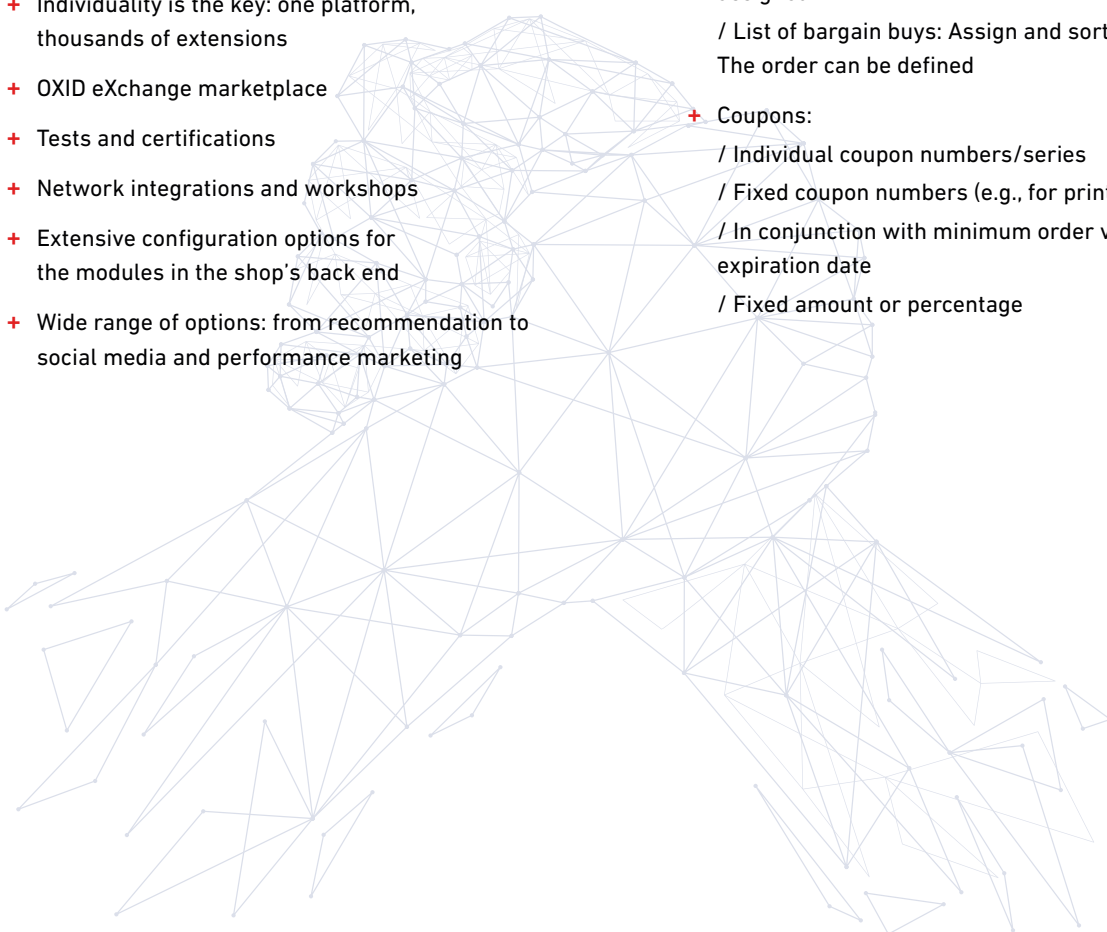 + Individuality is the key: one platform,
thousands of extensions
+ OXID eXchange marketplace
+ Tests and certifications
+ Network integrations and workshops
+ Extensive configuration options for
the modules in the shop's back end
+ Wide range of options: from recommendation to
social media and performance marketing
/ List of bargain buys: Assign and sort
The order can be defined
+ Coupons:
/ Individual coupon numbers/series
/ Fixed coupon numbers (e.g., for
/ In conjunction with minimum order
expiration date
/ Fixed amount or percentage